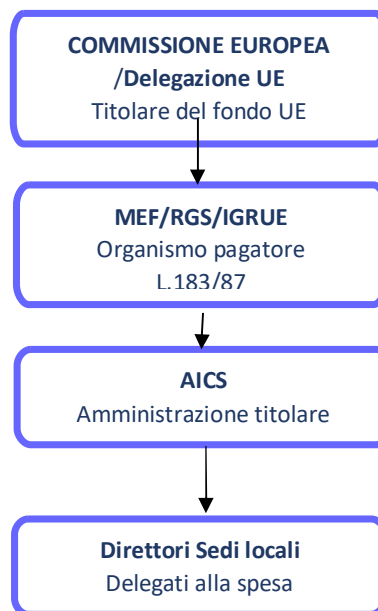 COMMISSIONE EUROPEA
/Delegazione UE
Titolare del fondo UE
MEF/RGS/IGRUE
Organismo pagatore
L.183/87
AICS
Amministrazione titolare
Direttori Sedi locali
Delegati alla spesa